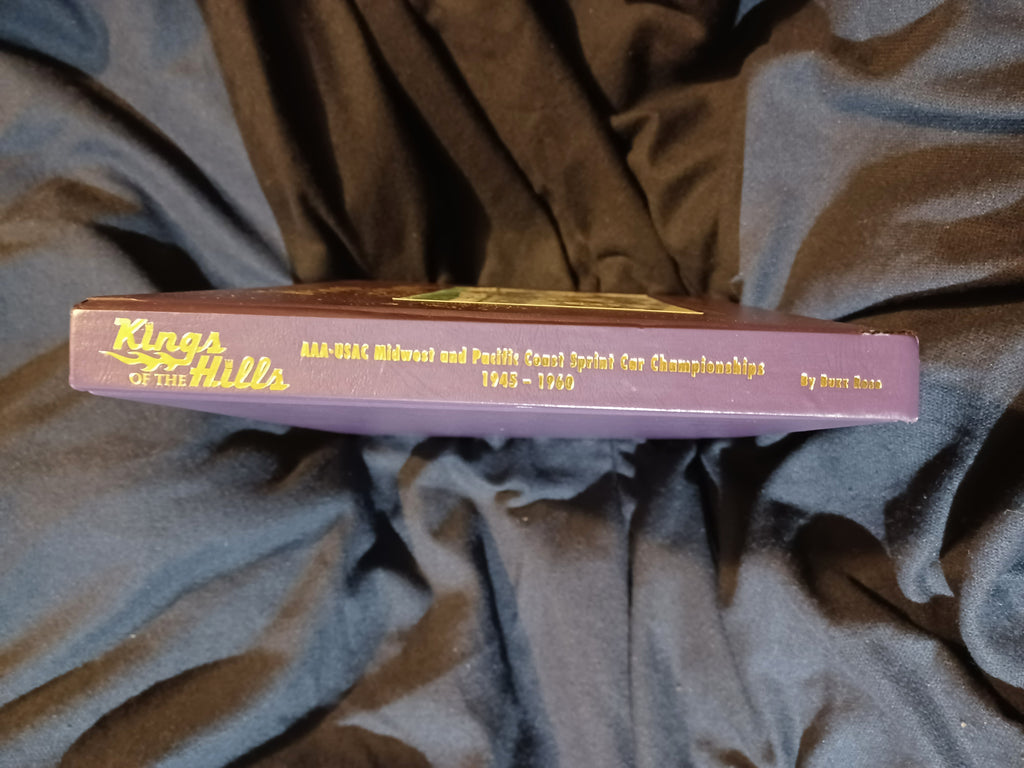 Kings
OF THE Hills
AAA-USAC Midwest and Pacific Coast Sprint Car Championships
1945 - 1960
By Buzz Rose